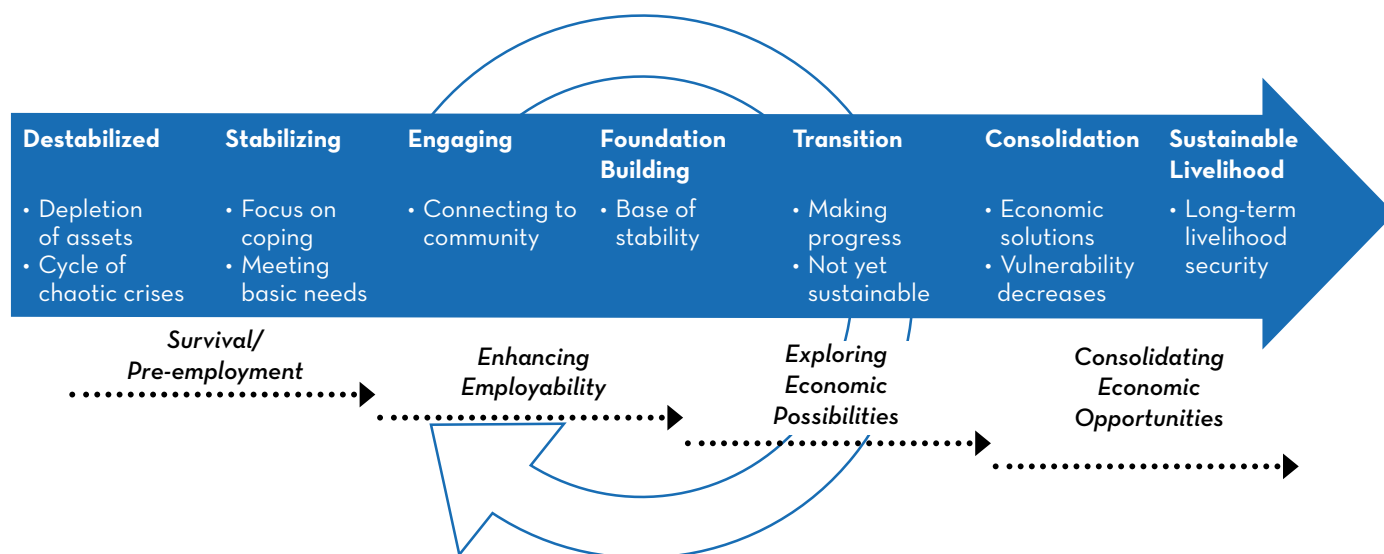 Destabilized
• Depletion
of assets
• Cycle of
chaotic crises
Stabilizing
• Focus on
coping
• Meeting
basic needs
Engaging
• Connecting to
community
Foundation
Building
• Base of
stability
Transition
• Making
progress
• Not yet
sustainable
Consolidation
• Economic
solutions
• Vulnerability
decreases
Sustainable
Livelihood
• Long-term
livelihood
security
Survival/
Pre-employment
Enhancing
Employability
Exploring
Economic
Possibilities
Consolidating
Economic
Opportunities